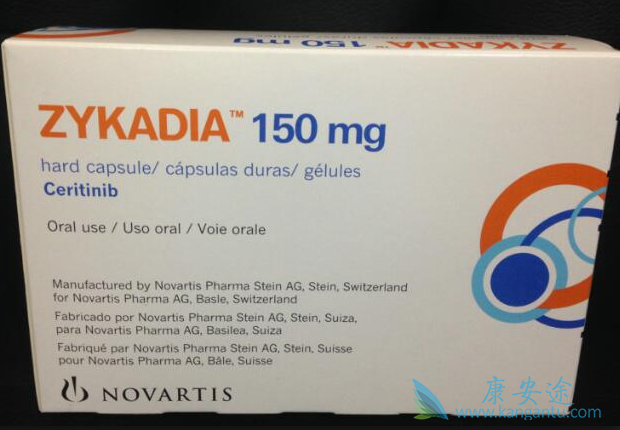 ZYKADIA™ 150 mg
ZYKADIA™ 150 mg
hard capsule/ cápsulas duras/ gélules
Ceritinib
Oral use / Uso oral / Voie orale
Manufactured by Novartis Pharma Stein AG, Stein, Switzerland
for Novartis Pharma AG, Basle, Switzerland
Fabricado por Novartis Pharma Stein AG, Stein, Suiza,
para Novartis Pharma AG, Basilea, Suiza
Fabriqué par Novartis Pharma Stein AG, Stein, Suisse
pour Novartis Pharma AG, Bâle, Suisse
NOVARTIS
康安途
www.kangantu.com